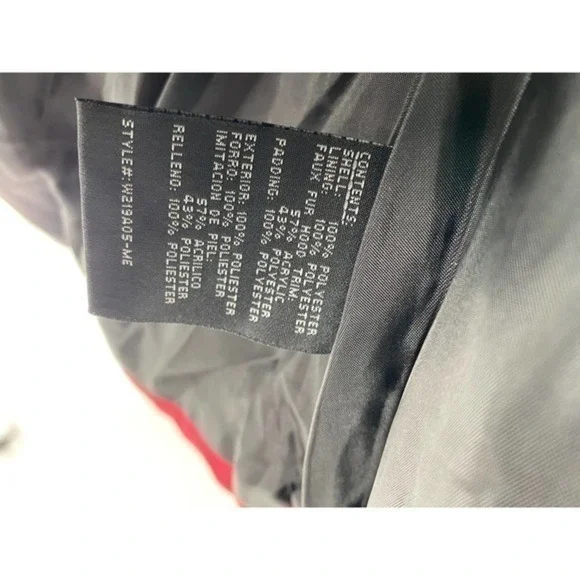 CONTENTS:
SHELL: 100% POLYESTER
LINING: 100% POLYESTER
FAUX FUR HOOD TRIM:
57% ACRYLIC
43% POLYESTER
PADDING: 100% POLYESTER
EXTERIOR: 100% POLIESTER
FORRO: 100% POLIESTER
IMITACION DE PIEL:
57% ACRILICO
43% POLIESTER
RELLENO: 100% POLIESTER
STYLE#: W219A05-ME